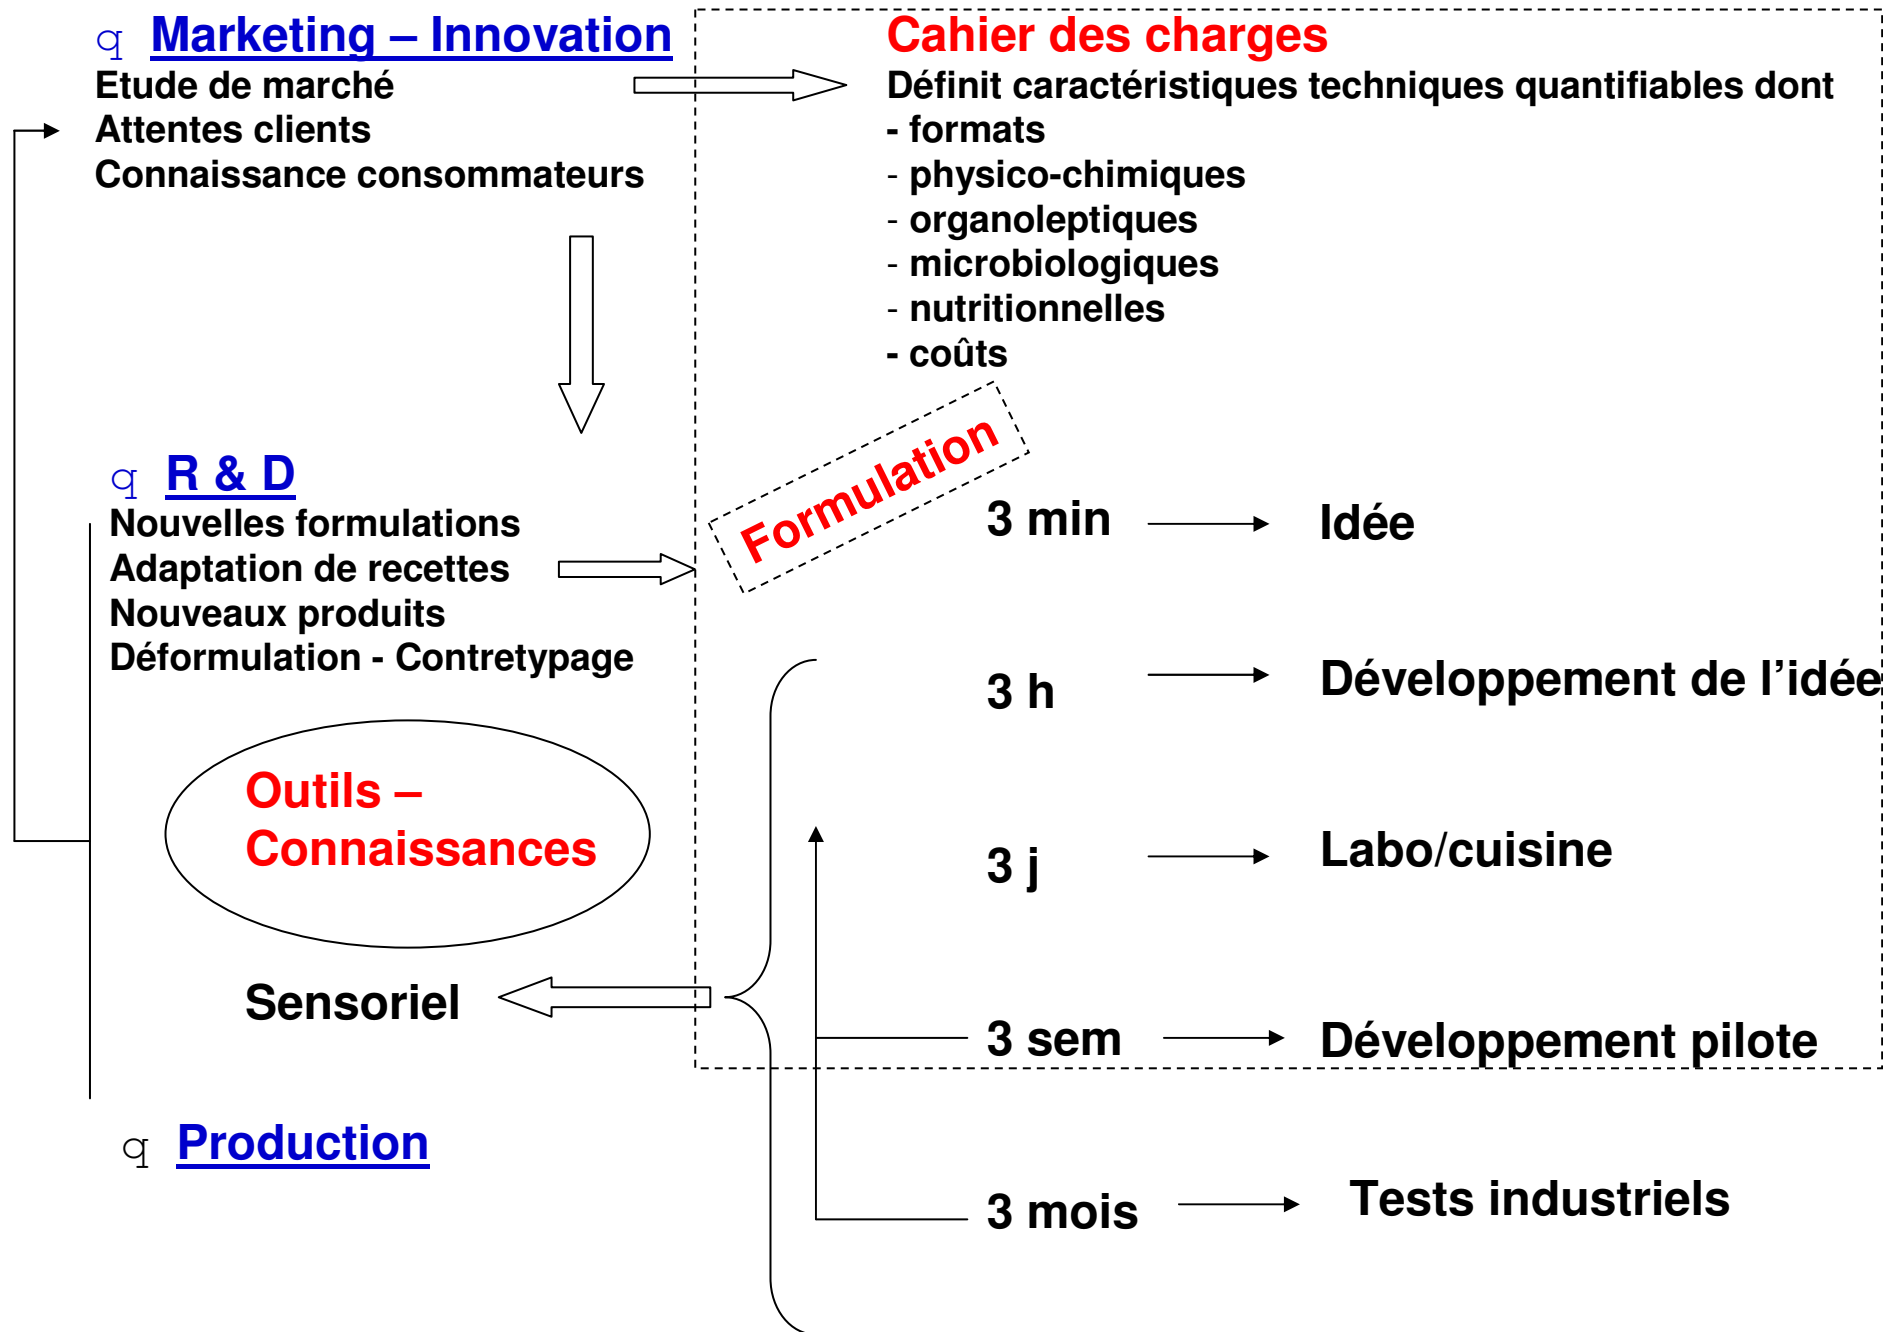 q Marketing – Innovation
Etude de marché
Attentes clients
Connaissance consommateurs
Cahier des charges
Définit caractéristiques techniques quantifiables dont
- formats
- physico-chimiques
- organoleptiques
- microbiologiques
- nutritionnelles
- coûts
q R & D
Nouvelles formulations
Adaptation de recettes
Nouveaux produits
Déformulation - Contretypage
Formulation
3 min
Idée
3 h
Développement de l’idée
Outils –
Connaissances
3 j
Labo/cuisine
Sensoriel
3 sem
Développement pilote
q Production
3 mois
Tests industriels